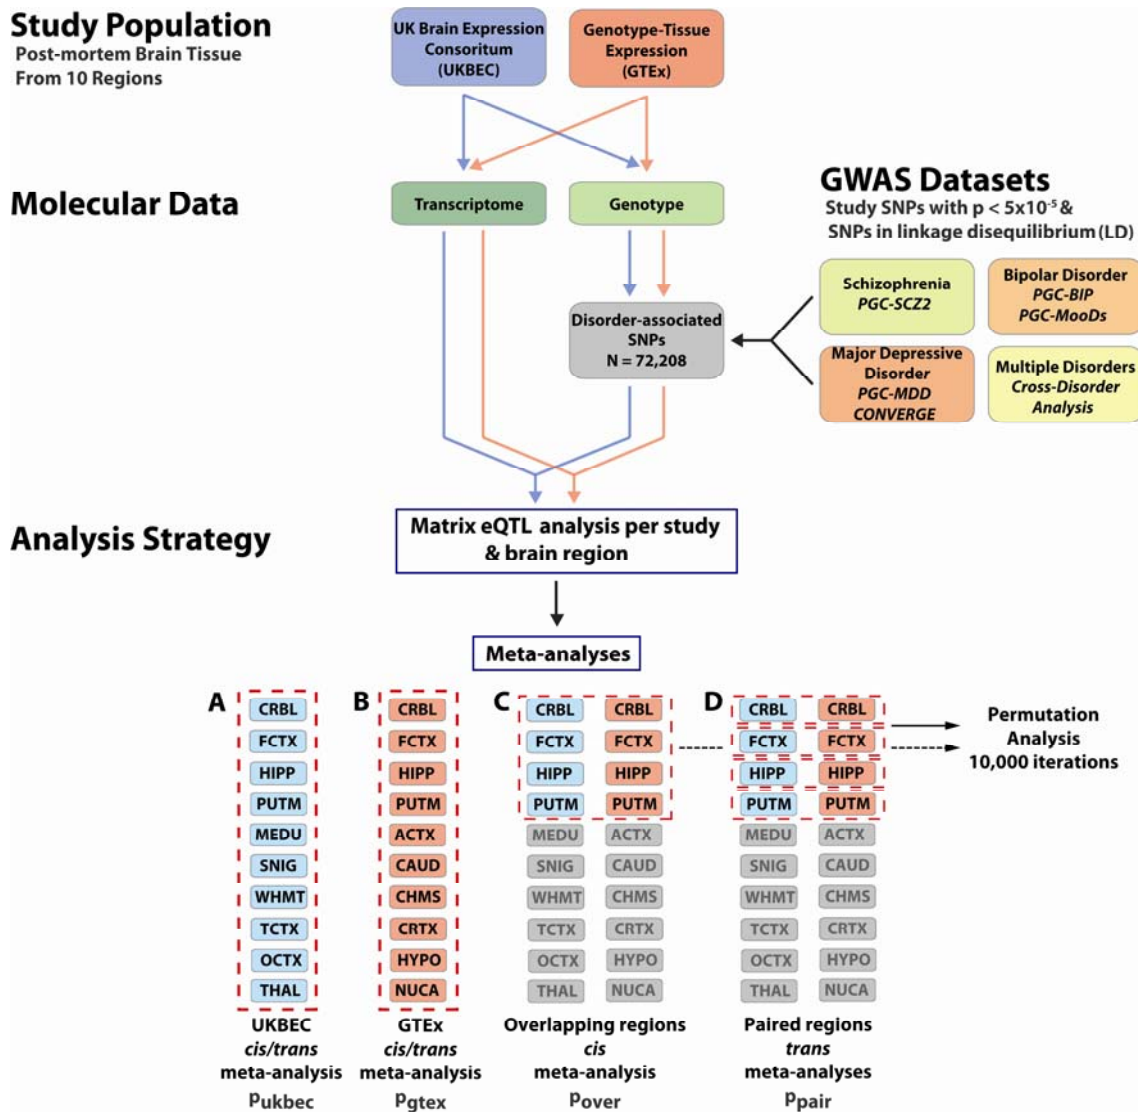 Study Population
Post-mortem Brain Tissue
From 10 Regions
UK Brain Expression
Consoritum
(UKBEC)
Genotype-Tissue
Expression
(GTEx)
Molecular Data
Transcriptome
Genotype
GWAS Datasets
Study SNPs with p < 5x10⁻⁵ &
SNPs in linkage disequilibrium (LD)
Schizophrenia
PGC-SCZ2
Bipolar Disorder
PGC-BIP
PGC-MooDs
Disorder-associated
SNPs
N = 72,208
Major Depressive
Disorder
PGC-MDD
CONVERGE
Multiple Disorders
Cross-Disorder
Analysis
Analysis Strategy
Matrix eQTL analysis per study
& brain region
Meta-analyses
A
CRBL
FCTX
HIPP
PUTM
MEDU
SNIG
WHMT
TCTX
OCTX
THAL
UKBEC
cis/trans
meta-analysis
Pukbec
B
CRBL
FCTX
HIPP
PUTM
ACTX
CAUD
CHMS
CRTX
HYPO
NUCA
GTEx
cis/trans
meta-analysis
Pgtex
C
CRBL CRBL
FCTX FCTX
HIPP HIPP
PUTM PUTM
MEDU ACTX
SNIG CAUD
WHMT CHMS
TCTX CRTX
OCTX HYPO
THAL NUCA
Overlapping regions
cis
meta-analysis
Pover
D
CRBL CRBL
FCTX FCTX
HIPP HIPP
PUTM PUTM
MEDU ACTX
SNIG CAUD
WHMT CHMS
TCTX CRTX
OCTX HYPO
THAL NUCA
Paired regions
trans
meta-analyses
Ppair
Permutation
Analysis
10,000 iterations